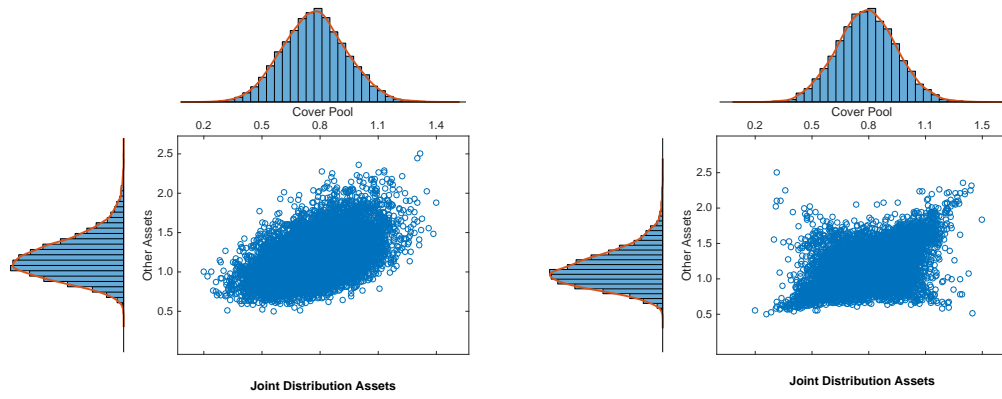 Cover Pool
0.2 0.5 0.8 1.1 1.4
2.5
2.0
1.5
1.0
0.5
Other Assets
Joint Distribution Assets
Cover Pool
0.2 0.5 0.8 1.1 1.5
2.5
2.0
1.5
1.0
0.5
Other Assets
Joint Distribution Assets